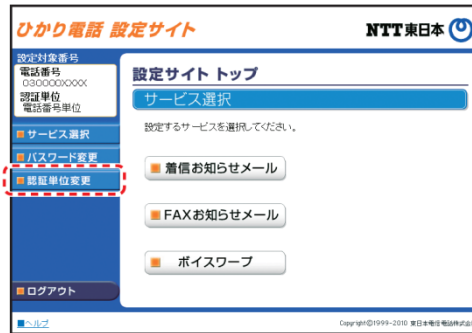 ひかり電話 設定サイト
NTT東日本
設定対象番号
電話番号
030000XXXX
認証単位
電話番号単位
サービス選択
パスワード変更
認証単位変更
ログアウト
設定サイト トップ
サービス選択
設定するサービスを選択してください。
着信お知らせメール
FAXお知らせメール
ボイスワープ
ヘルプ
Copyright©1999-2010 東日本電信電話株式会